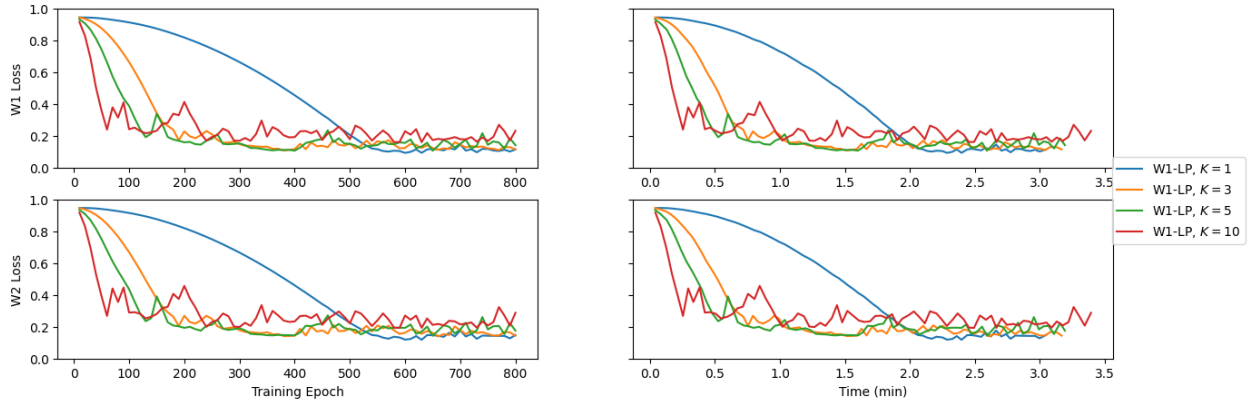 W1 Loss
1.0
0.8
0.6
0.4
0.2
0.0
0 100 200 300 400 500 600 700 800
0.0 0.5 1.0 1.5 2.0 2.5 3.0 3.5
W2 Loss
1.0
0.8
0.6
0.4
0.2
0.0
0 100 200 300 400 500 600 700 800
Training Epoch
0.0 0.5 1.0 1.5 2.0 2.5 3.0 3.5
Time (min)
W1-LP, K = 1
W1-LP, K = 3
W1-LP, K = 5
W1-LP, K = 10